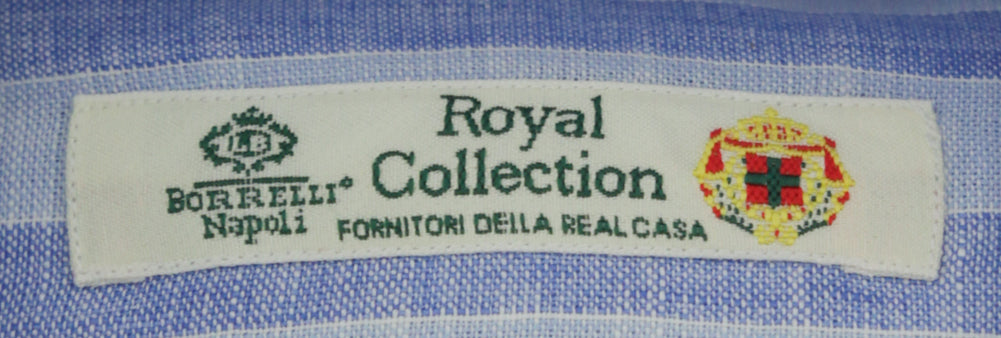 LB
BORRELLI
Napoli
Royal
Collection
FORNITORI DELLA REAL CASA